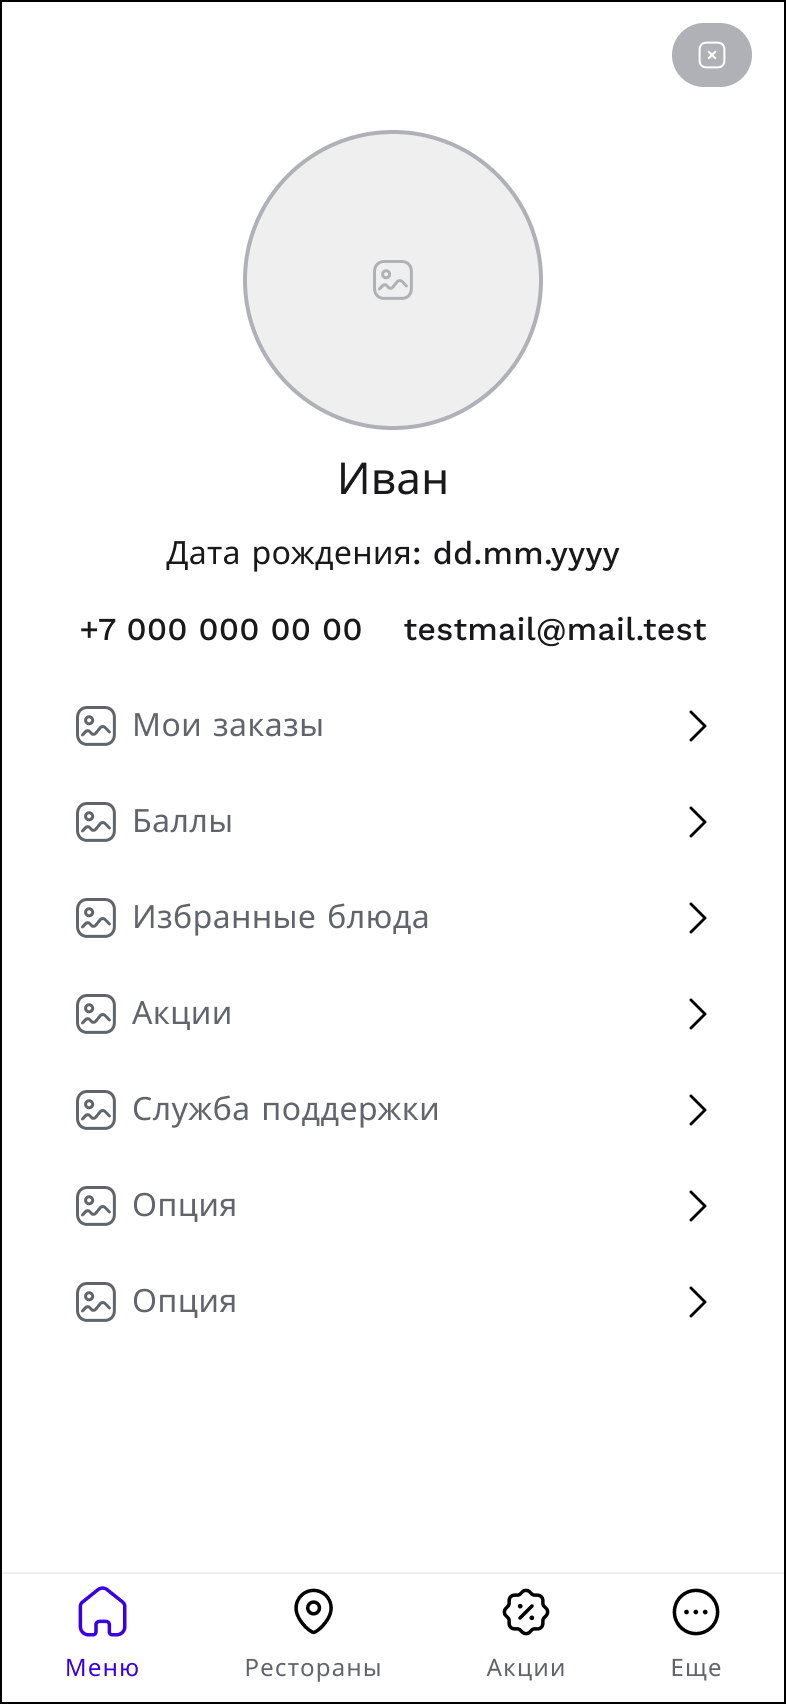 Иван
Дата рождения: dd.mm.yyyy
+7 000 000 00 00 testmail@mail.test
Мои заказы
Баллы
Избранные блюда
Акции
Служба поддержки
Опция
Опция
Меню Рестораны Акции Еще